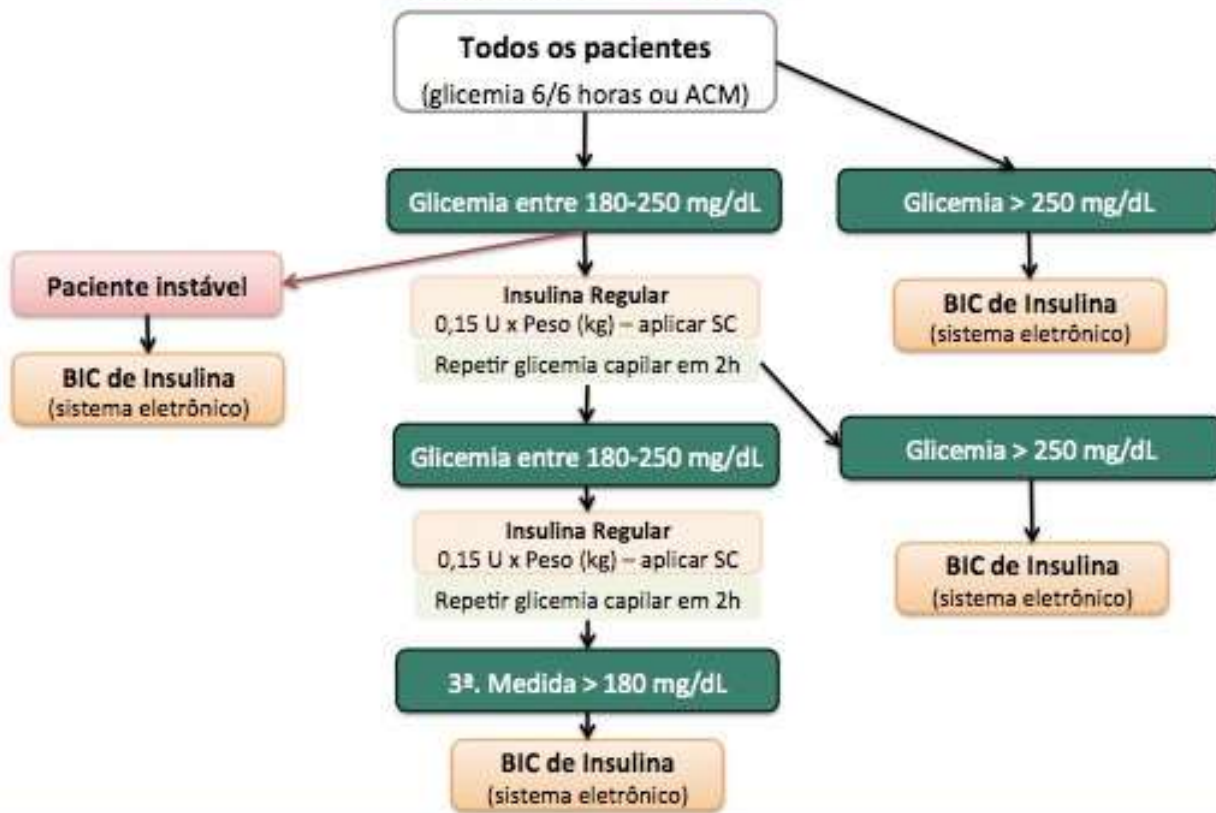 Todos os pacientes
(glicemia 6/6 horas ou ACM)
Glicemia entre 180-250 mg/dL
Glicemia > 250 mg/dL
Paciente instável
BIC de Insulina
(sistema eletrônico)
Insulina Regular
0,15 U x Peso (kg) – aplicar SC
Repetir glicemia capilar em 2h
BIC de Insulina
(sistema eletrônico)
Glicemia entre 180-250 mg/dL
Glicemia > 250 mg/dL
Insulina Regular
0,15 U x Peso (kg) – aplicar SC
Repetir glicemia capilar em 2h
BIC de Insulina
(sistema eletrônico)
3ª. Medida > 180 mg/dL
BIC de Insulina
(sistema eletrônico)